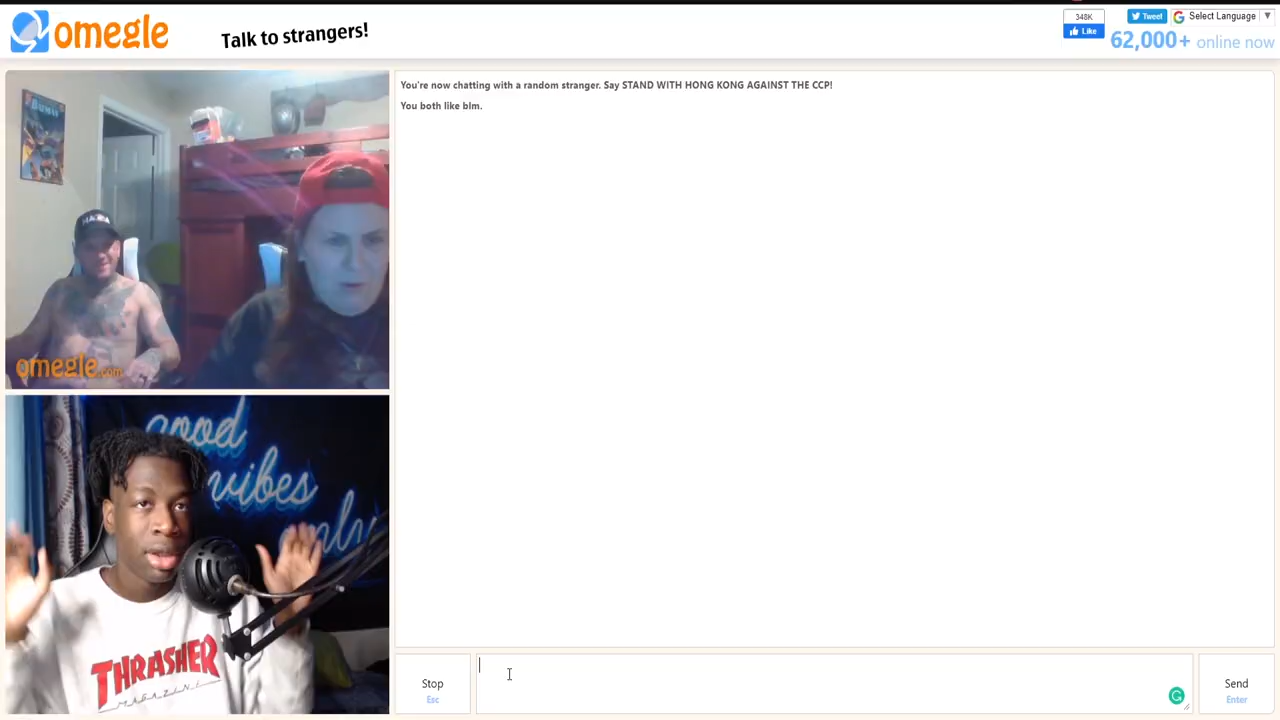 omegle
Talk to strangers!
348K
Like
Tweet
Select Language
62,000+ online now
You're now chatting with a random stranger. Say STAND WITH HONG KONG AGAINST THE CCP!
You both like blm.
omegle.com
good
vibes
only
THRASHER
MAGAZINE
Stop
Esc
Send
Enter